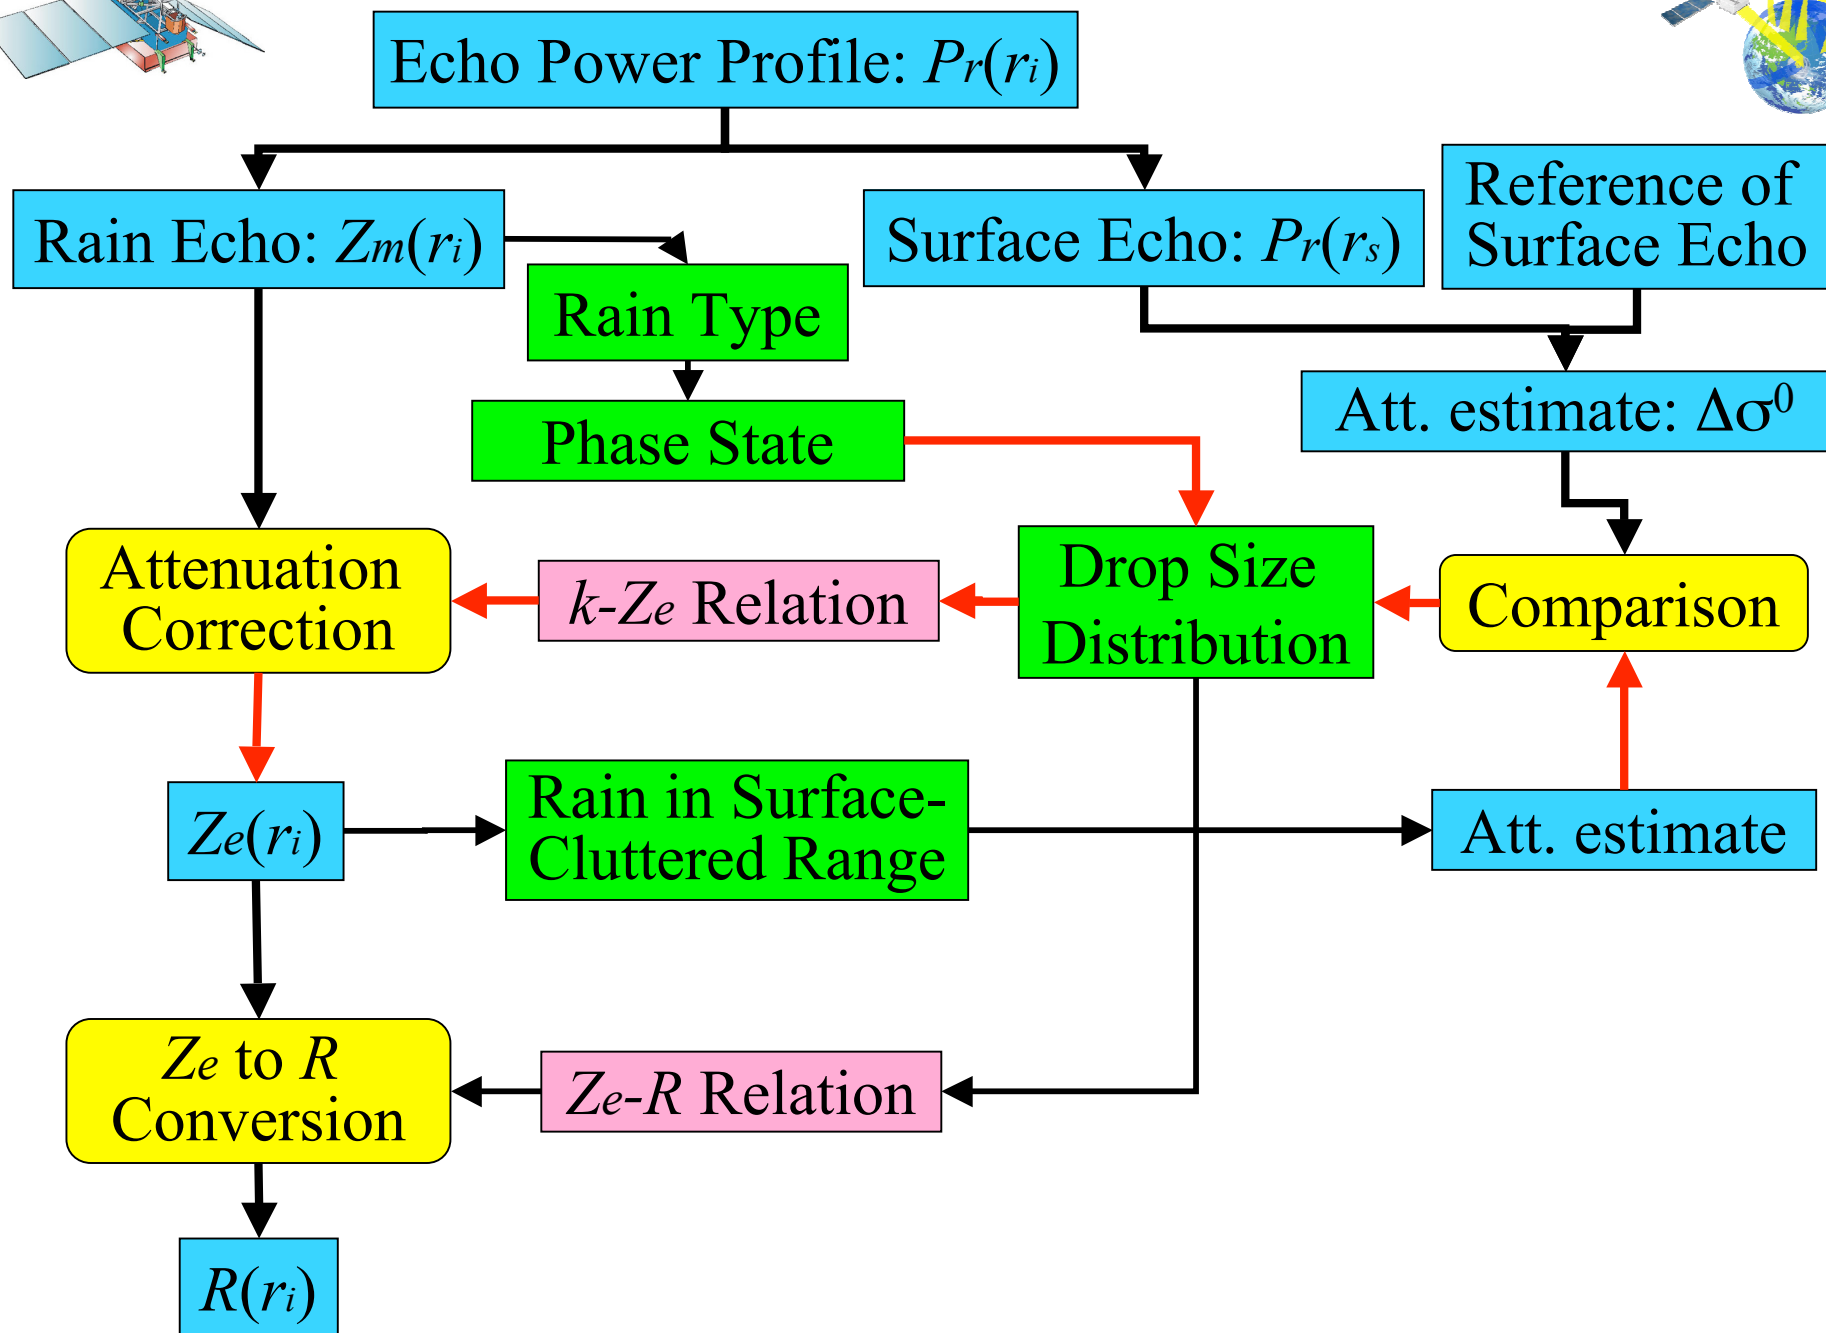 Echo Power Profile: Pr(ri)
Rain Echo: Zm(ri)
Surface Echo: Pr(rs)
Reference of
Surface Echo
Rain Type
Phase State
Att. estimate: Δσ⁰
Attenuation
Correction
k-Ze Relation
Drop Size
Distribution
Comparison
Ze(ri)
Rain in Surface-
Cluttered Range
Att. estimate
Ze to R
Conversion
Ze-R Relation
R(ri)